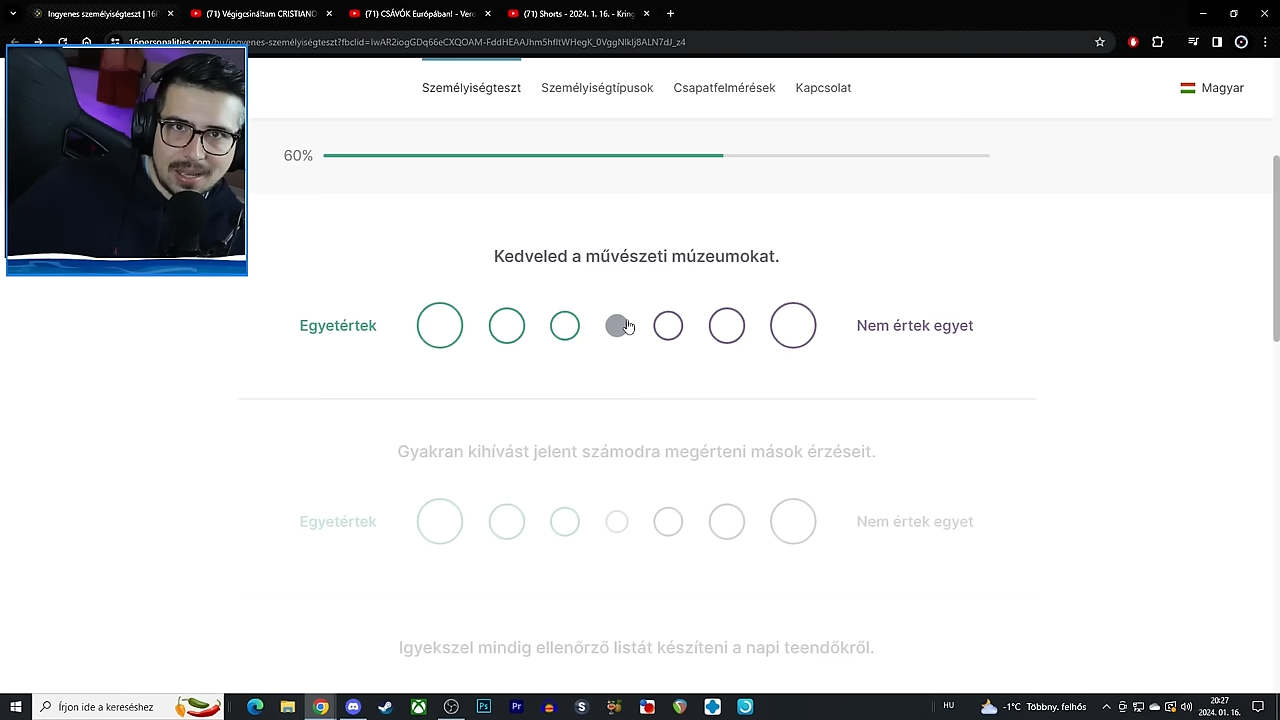 Személyiségteszt | 16P
(71) Végigcsináltam CRISTIANO
(71) CSÁVÓK Európában! - Ver
(71) Shorts - 2024. 1. 16. - Kring
Személyiségteszt
Személyiségtípusok
Csapatfelmérések
Kapcsolat
Magyar
60%
Kedveled a művészeti múzeumokat.
Egyetértek
Nem értek egyet
Gyakran kihívást jelent számodra megérteni mások érzéseit.
Egyetértek
Nem értek egyet
Igyekszel mindig ellenőrző listát készíteni a napi teendőkről.
Írjon ide a kereséshez
HU
-1°C Többny. felhős
20:27
2024. 01. 16.